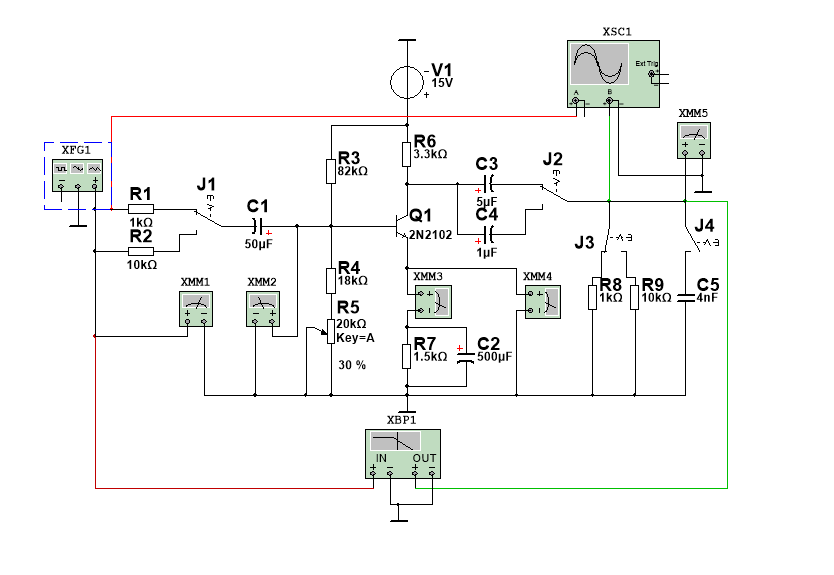 XSC1
Ext Trig
A B
V1
15V
XMM5
XFG1
R6
3.3kΩ
R3
82kΩ
C3
5µF
J2
J1
R1
1kΩ
C1
50µF
Q1
2N2102
C4
1µF
J4
J3
R2
10kΩ
R4
18kΩ
XMM1
XMM2
XMM3
XMM4
R8
1kΩ
R9
10kΩ
C5
4nF
R5
20kΩ
Key=A
30 %
R7
1.5kΩ
C2
500µF
XBP1
IN OUT